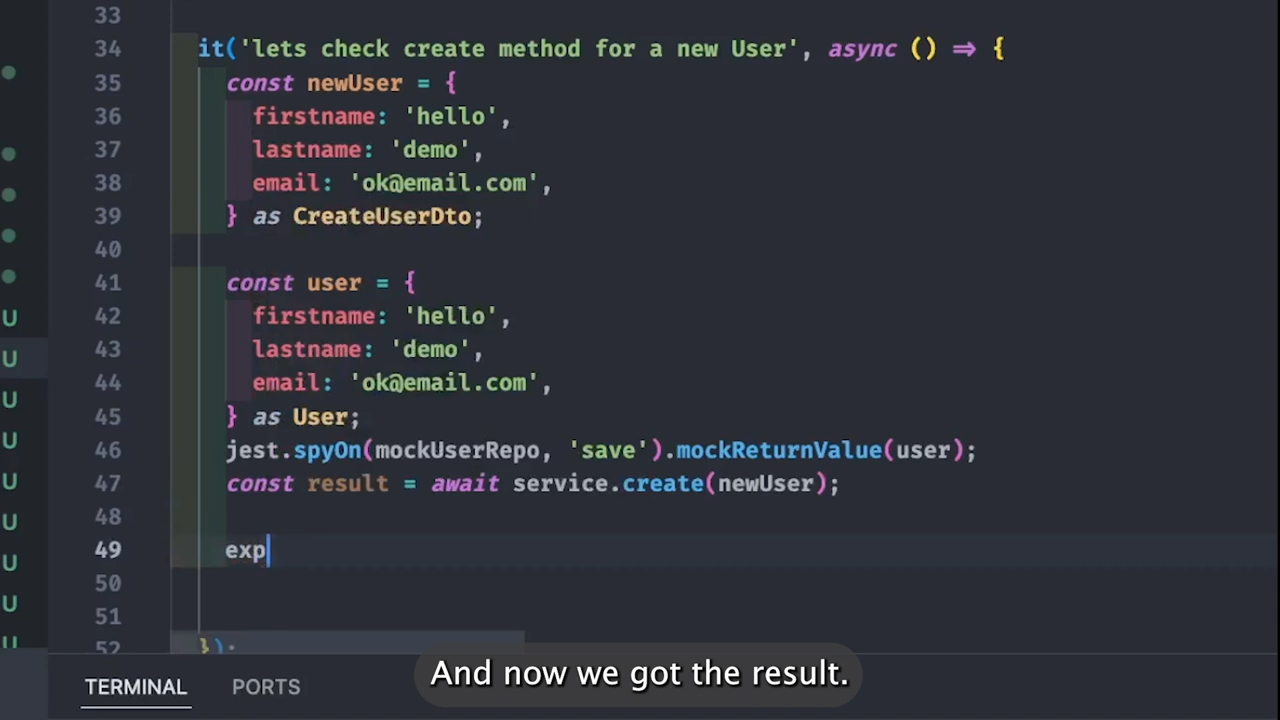 33
34 it('lets check create method for a new User', async () => {
35 const newUser = {
36 firstname: 'hello',
37 lastname: 'demo',
38 email: 'ok@email.com',
39 } as CreateUserDto;
40
41 const user = {
42 firstname: 'hello',
43 lastname: 'demo',
U
44 email: 'ok@email.com',
U
45 } as User;
U
46 jest.spyOn(mockUserRepo, 'save').mockReturnValue(user);
U
47 const result = await service.create(newUser);
U
48
U
49 exp
U
50
U
51
U
52 });
And now we got the result.
TERMINAL PORTS